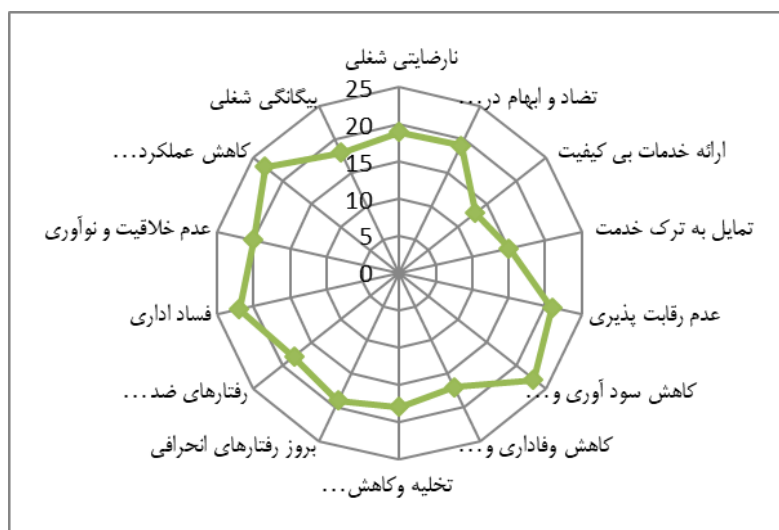 نارضایتی شغلی
تضاد و ابهام در...
ارائه خدمات بی کیفیت
تمایل به ترک خدمت
عدم رقابت پذیری
کاهش سود آوری و...
کاهش وفاداری و...
تخلیه وکاهش...
بروز رفتارهای انحرافی
رفتارهای ضد...
فساد اداری
عدم خلاقیت و نوآوری
کاهش عملکرد...
بیگانگی شغلی
25
20
15
10
5
0